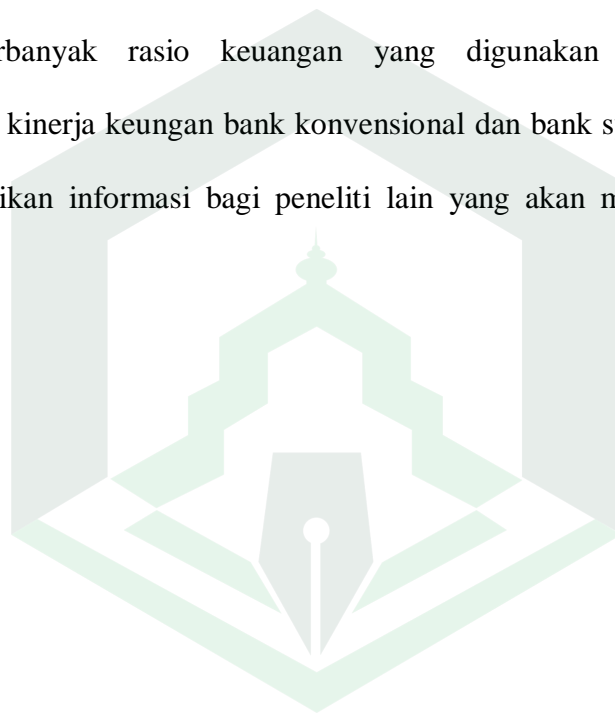 rbanyak rasio keuangan yang digunakan
kinerja keungan bank konvensional dan bank s
ikan informasi bagi peneliti lain yang akan m